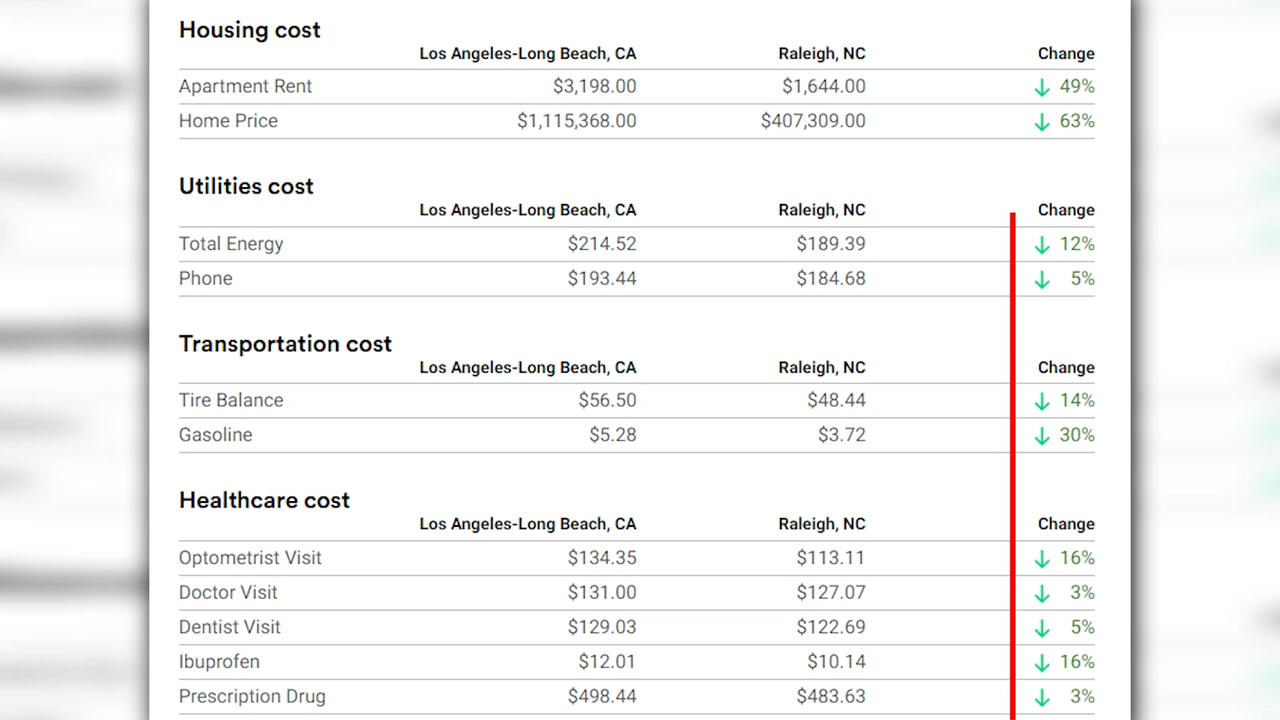 Housing cost
Los Angeles-Long Beach, CA Raleigh, NC Change
Apartment Rent $3,198.00 $1,644.00 ↓ 49%
Home Price $1,115,368.00 $407,309.00 ↓ 63%
Utilities cost
Los Angeles-Long Beach, CA Raleigh, NC Change
Total Energy $214.52 $189.39 ↓ 12%
Phone $193.44 $184.68 ↓ 5%
Transportation cost
Los Angeles-Long Beach, CA Raleigh, NC Change
Tire Balance $56.50 $48.44 ↓ 14%
Gasoline $5.28 $3.72 ↓ 30%
Healthcare cost
Los Angeles-Long Beach, CA Raleigh, NC Change
Optometrist Visit $134.35 $113.11 ↓ 16%
Doctor Visit $131.00 $127.07 ↓ 3%
Dentist Visit $129.03 $122.69 ↓ 5%
Ibuprofen $12.01 $10.14 ↓ 16%
Prescription Drug $498.44 $483.63 ↓ 3%